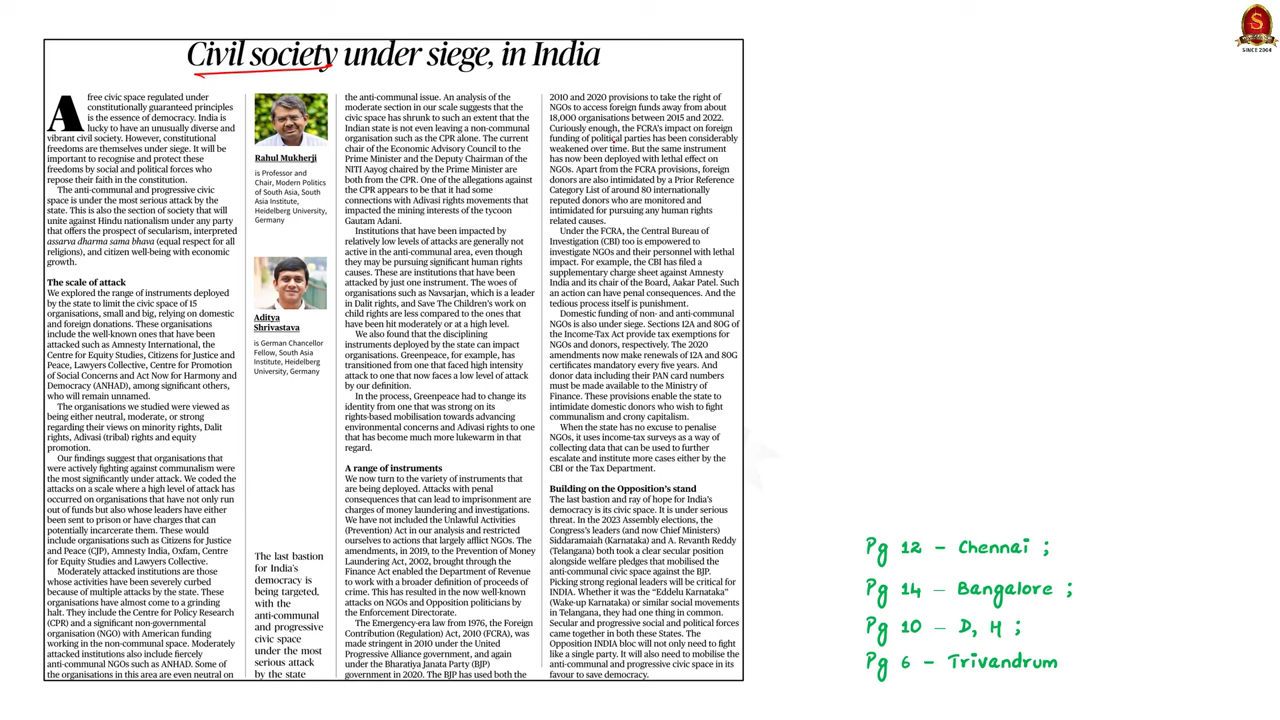 SINCE 2004
Civil society under siege, in India
A free civic space regulated under
constitutionally guaranteed principles
is the essence of democracy. India is
lucky to have an unusually diverse and
vibrant civil society. However, constitutional
freedoms are themselves under siege. It will
be important to recognise and protect these
freedoms by social and political forces who
repose their faith in the constitution.
The anti-communal and progressive civic
space is under the most serious attack by the
state. This is also the section of society that will
unite against Hindu nationalism under any party
that offers the prospect of secularism, interpreted
assarva dharma sama bhava (equal respect for all
religions), and citizen well-being with economic
growth.
The scale of attack
We explored the range of instruments deployed
by the state to limit the civic space of 15
organisations, small and big, relying on domestic
and foreign donations. These organisations
include the well-known ones that have been
attacked such as Amnesty International, the
Centre for Equity Studies, Citizens for Justice and
Peace, Lawyers Collective, Centre for Promotion
of Social Concerns and Act Now for Harmony and
Democracy (ANHAD), among significant others,
who will remain unnamed.
The organisations we studied were viewed as
being either neutral, moderate, or strong
regarding their views on minority rights, Dalit
rights, Adivasi (tribal) rights and equity
promotion.
Our findings suggest that organisations that
were actively fighting against communalism were
the most significantly under attack. We coded the
attacks on a scale where a high level of attack has
occurred on organisations that have not only run
out of funds but also whose leaders have either
been sent to prison or have charges that can
potentially incarcerate them. These would
include organisations such as Citizens for Justice
and Peace (CJP), Amnesty India, Oxfam, Centre
for Equity Studies and Lawyers Collective.
Moderately attacked institutions are those
whose activities have been severely curbed
because of multiple attacks by the state. These
organisations have almost come to a grinding
halt. They include the Centre for Policy Research
(CPR) and a significant non-governmental
organisation (NGO) with American funding
working in the non-communal space. Moderately
attacked institutions also include fiercely
anti-communal NGOs such as ANHAD. Some of
the organisations in this area are even neutral on
Rahul Mukherji
is Professor and
Chair, Modern Politics
of South Asia, South
Asia Institute,
Heidelberg University,
Germany
Aditya
Shrivastava
is German Chancellor
Fellow, South Asia
Institute, Heidelberg
University, Germany
The last bastion
for India's
democracy is
being targeted,
with the
anti-communal
and progressive
civic space
under the most
serious attack
by the state
the anti-communal issue. An analysis of the
moderate section in our scale suggests that the
civic space has shrunk to such an extent that the
Indian state is not even leaving a non-communal
organisation such as the CPR alone. The current
chair of the Economic Advisory Council to the
Prime Minister and the Deputy Chairman of the
NITI Aayog chaired by the Prime Minister are
both from the CPR. One of the allegations against
the CPR appears to be that it had some
connections with Adivasi rights movements that
impacted the mining interests of the tycoon
Gautam Adani.
Institutions that have been impacted by
relatively low levels of attacks are generally not
active in the anti-communal area, even though
they may be pursuing significant human rights
causes. These are institutions that have been
attacked by just one instrument. The woes of
organisations such as Navsarjan, which is a leader
in Dalit rights, and Save The Children's work on
child rights are less compared to the ones that
have been hit moderately or at a high level.
We also found that the disciplining
instruments deployed by the state can impact
organisations. Greenpeace, for example, has
transitioned from one that faced high intensity
attack to one that now faces a low level of attack
by our definition.
In the process, Greenpeace had to change its
identity from one that was strong on its
rights-based mobilisation towards advancing
environmental concerns and Adivasi rights to one
that has become much more lukewarm in that
regard.
A range of instruments
We now turn to the variety of instruments that
are being deployed. Attacks with penal
consequences that can lead to imprisonment are
charges of money laundering and investigations.
We have not included the Unlawful Activities
(Prevention) Act in our analysis and restricted
ourselves to actions that largely afflict NGOs. The
amendments, in 2019, to the Prevention of Money
Laundering Act, 2002, brought through the
Finance Act enabled the Department of Revenue
to work with a broader definition of proceeds of
crime. This has resulted in the now well-known
attacks on NGOs and Opposition politicians by
the Enforcement Directorate.
The Emergency-era law from 1976, the Foreign
Contribution (Regulation) Act, 2010 (FCRA), was
made stringent in 2010 under the United
Progressive Alliance government, and again
under the Bharatiya Janata Party (BJP)
government in 2020. The BJP has used both the
2010 and 2020 provisions to take the right of
NGOs to access foreign funds away from about
18,000 organisations between 2015 and 2022.
Curiously enough, the FCRA's impact on foreign
funding of political parties has been considerably
weakened over time. But the same instrument
has now been deployed with lethal effect on
NGOs. Apart from the FCRA provisions, foreign
donors are also intimidated by a Prior Reference
Category List of around 80 internationally
reputed donors who are monitored and
intimidated for pursuing any human rights
related causes.
Under the FCRA, the Central Bureau of
Investigation (CBI) too is empowered to
investigate NGOs and their personnel with lethal
impact. For example, the CBI has filed a
supplementary charge sheet against Amnesty
India and its chair of the Board, Aakar Patel. Such
an action can have penal consequences. And the
tedious process itself is punishment.
Domestic funding of non- and anti-communal
NGOs is also under siege. Sections 12A and 80G of
the Income-Tax Act provide tax exemptions for
NGOs and donors, respectively. The 2020
amendments now make renewals of 12A and 80G
certificates mandatory every five years. And
donor data including their PAN card numbers
must be made available to the Ministry of
Finance. These provisions enable the state to
intimidate domestic donors who wish to fight
communalism and crony capitalism.
When the state has no excuse to penalise
NGOs, it uses income-tax surveys as a way of
collecting data that can be used to further
escalate and institute more cases either by the
CBI or the Tax Department.
Building on the Opposition's stand
The last bastion and ray of hope for India's
democracy is its civic space. It is under serious
threat. In the 2023 Assembly elections, the
Congress's leaders (and now Chief Ministers)
Siddaramaiah (Karnataka) and A. Revanth Reddy
(Telangana) both took a clear secular position
alongside welfare pledges that mobilised the
anti-communal civic space against the BJP.
Picking strong regional leaders will be critical for
INDIA. Whether it was the "Eddelu Karnataka"
(Wake-up Karnataka) or similar social movements
in Telangana, they had one thing in common.
Secular and progressive social and political forces
came together in both these States. The
Opposition INDIA bloc will not only need to fight
like a single party. It will also need to mobilise the
anti-communal and progressive civic space in its
favour to save democracy.
Pg 12 - Chennai ;
Pg 14 - Bangalore ;
Pg 10 - D, H ;
Pg 6 - Trivandrum